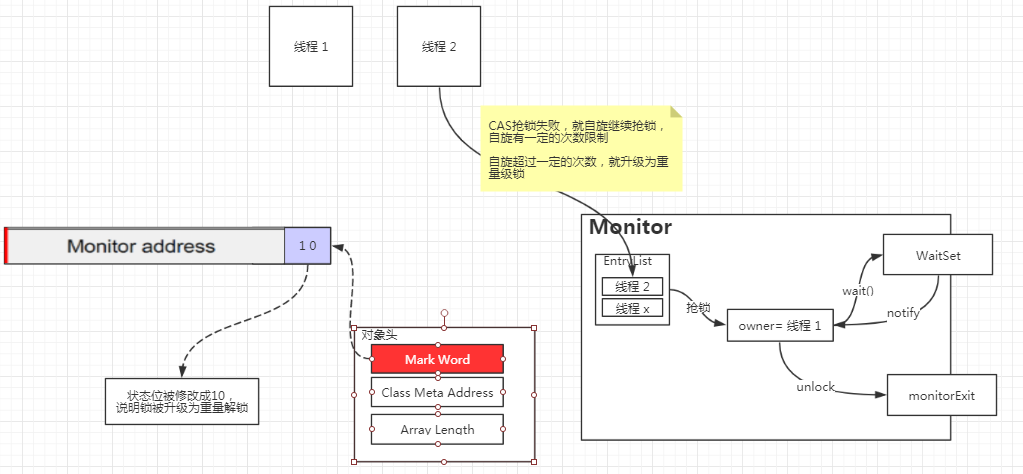 线程 1
线程 2
CAS抢锁失败，就自旋继续抢锁，
自旋有一定的次数限制
自旋超过一定的次数，就升级为重
量级锁
Monitor address
1 0
Monitor
EntryList
线程 2
线程 x
抢锁
owner= 线程 1
WaitSet
wait()
notify
unlock
monitorExit
对象头
Mark Word
Class Meta Address
Array Length
状态位被修改成10，
说明锁被升级为重量解锁